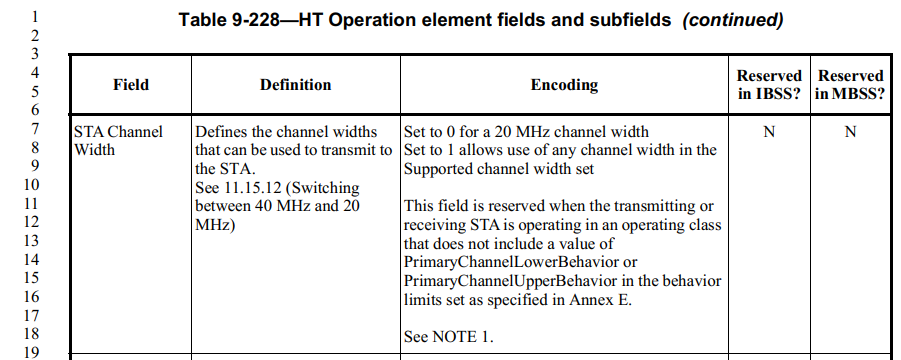 1
2
3
4
5
6
7
8
9
10
11
12
13
14
15
16
17
18
19
Table 9-228—HT Operation element fields and subfields (continued)
Field
Definition
Encoding
Reserved
in IBSS?
Reserved
in MBSS?
STA Channel
Width
Defines the channel widths
that can be used to transmit to
the STA.
See 11.15.12 (Switching
between 40 MHz and 20
MHz)
Set to 0 for a 20 MHz channel width
Set to 1 allows use of any channel width in the
Supported channel width set
This field is reserved when the transmitting or
receiving STA is operating in an operating class
that does not include a value of
PrimaryChannelLowerBehavior or
PrimaryChannelUpperBehavior in the behavior
limits set as specified in Annex E.
See NOTE 1.
N
N